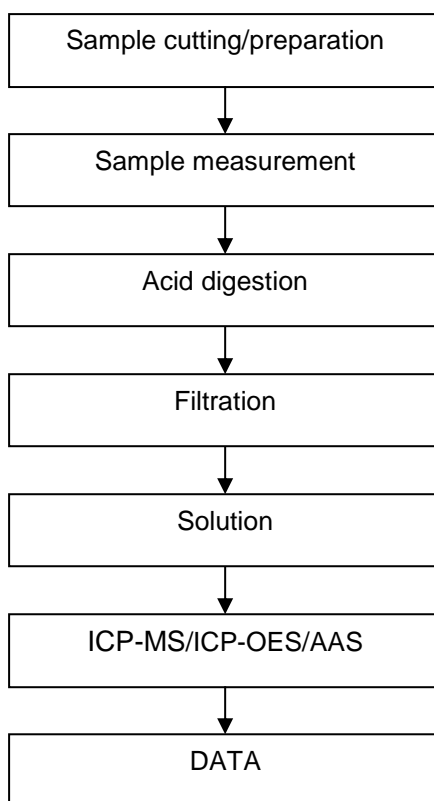 Sample cutting/preparation
Sample measurement
Acid digestion
Filtration
Solution
ICP-MS/ICP-OES/AAS
DATA